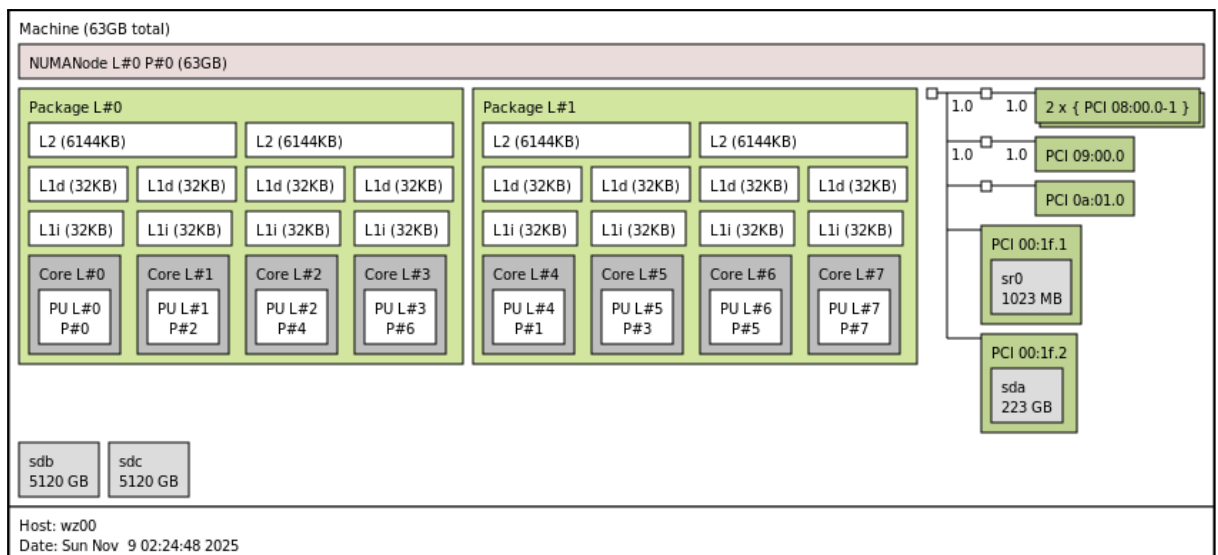 Machine (63GB total)
NUMANode L#0 P#0 (63GB)
Package L#0
L2 (6144KB)
L2 (6144KB)
L1d (32KB)
L1d (32KB)
L1d (32KB)
L1d (32KB)
L1i (32KB)
L1i (32KB)
L1i (32KB)
L1i (32KB)
Core L#0
PU L#0
P#0
Core L#1
PU L#1
P#2
Core L#2
PU L#2
P#4
Core L#3
PU L#3
P#6
Package L#1
L2 (6144KB)
L2 (6144KB)
L1d (32KB)
L1d (32KB)
L1d (32KB)
L1d (32KB)
L1i (32KB)
L1i (32KB)
L1i (32KB)
L1i (32KB)
Core L#4
PU L#4
P#1
Core L#5
PU L#5
P#3
Core L#6
PU L#6
P#5
Core L#7
PU L#7
P#7
1.0
1.0
2 x { PCI 08:00.0-1 }
1.0
1.0
PCI 09:00.0
PCI 0a:01.0
PCI 00:1f.1
sr0
1023 MB
PCI 00:1f.2
sda
223 GB
sdb
5120 GB
sdc
5120 GB
Host: wz00
Date: Sun Nov  9 02:24:48 2025